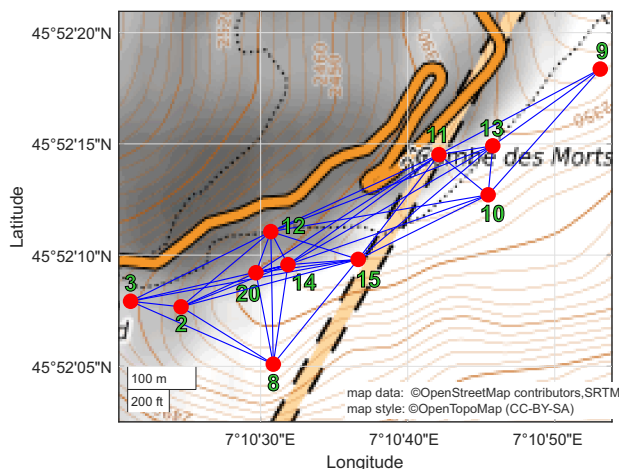 45°52'20"N
45°52'15"N
45°52'10"N
45°52'05"N
Latitude
9
11
13
Combe des Morts
10
12
3
2
20
14
15
8
d
2460
2450
100 m
200 ft
map data: ©OpenStreetMap contributors,SRTM
map style: ©OpenTopoMap (CC-BY-SA)
7°10'30"E
7°10'40"E
7°10'50"E
Longitude